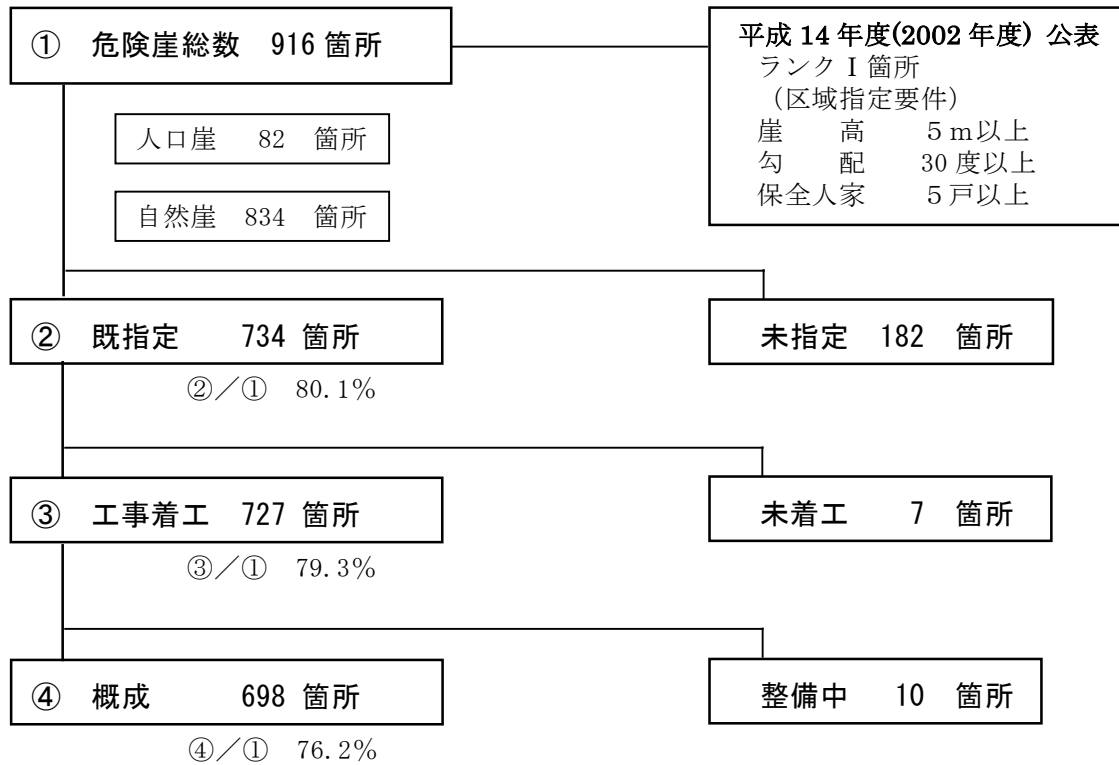 ① 危険崖総数 916 箇所
平成 14 年度(2002 年度) 公表
ランクⅠ箇所
(区域指定要件)
崖 高 5m以上
勾 配 30 度以上
保全人家 5戸以上
人口崖 82 箇所
自然崖 834 箇所
② 既指定 734 箇所
未指定 182 箇所
②/① 80.1%
③ 工事着工 727 箇所
未着工 7 箇所
③/① 79.3%
④ 概成 698 箇所
整備中 10 箇所
④/① 76.2%